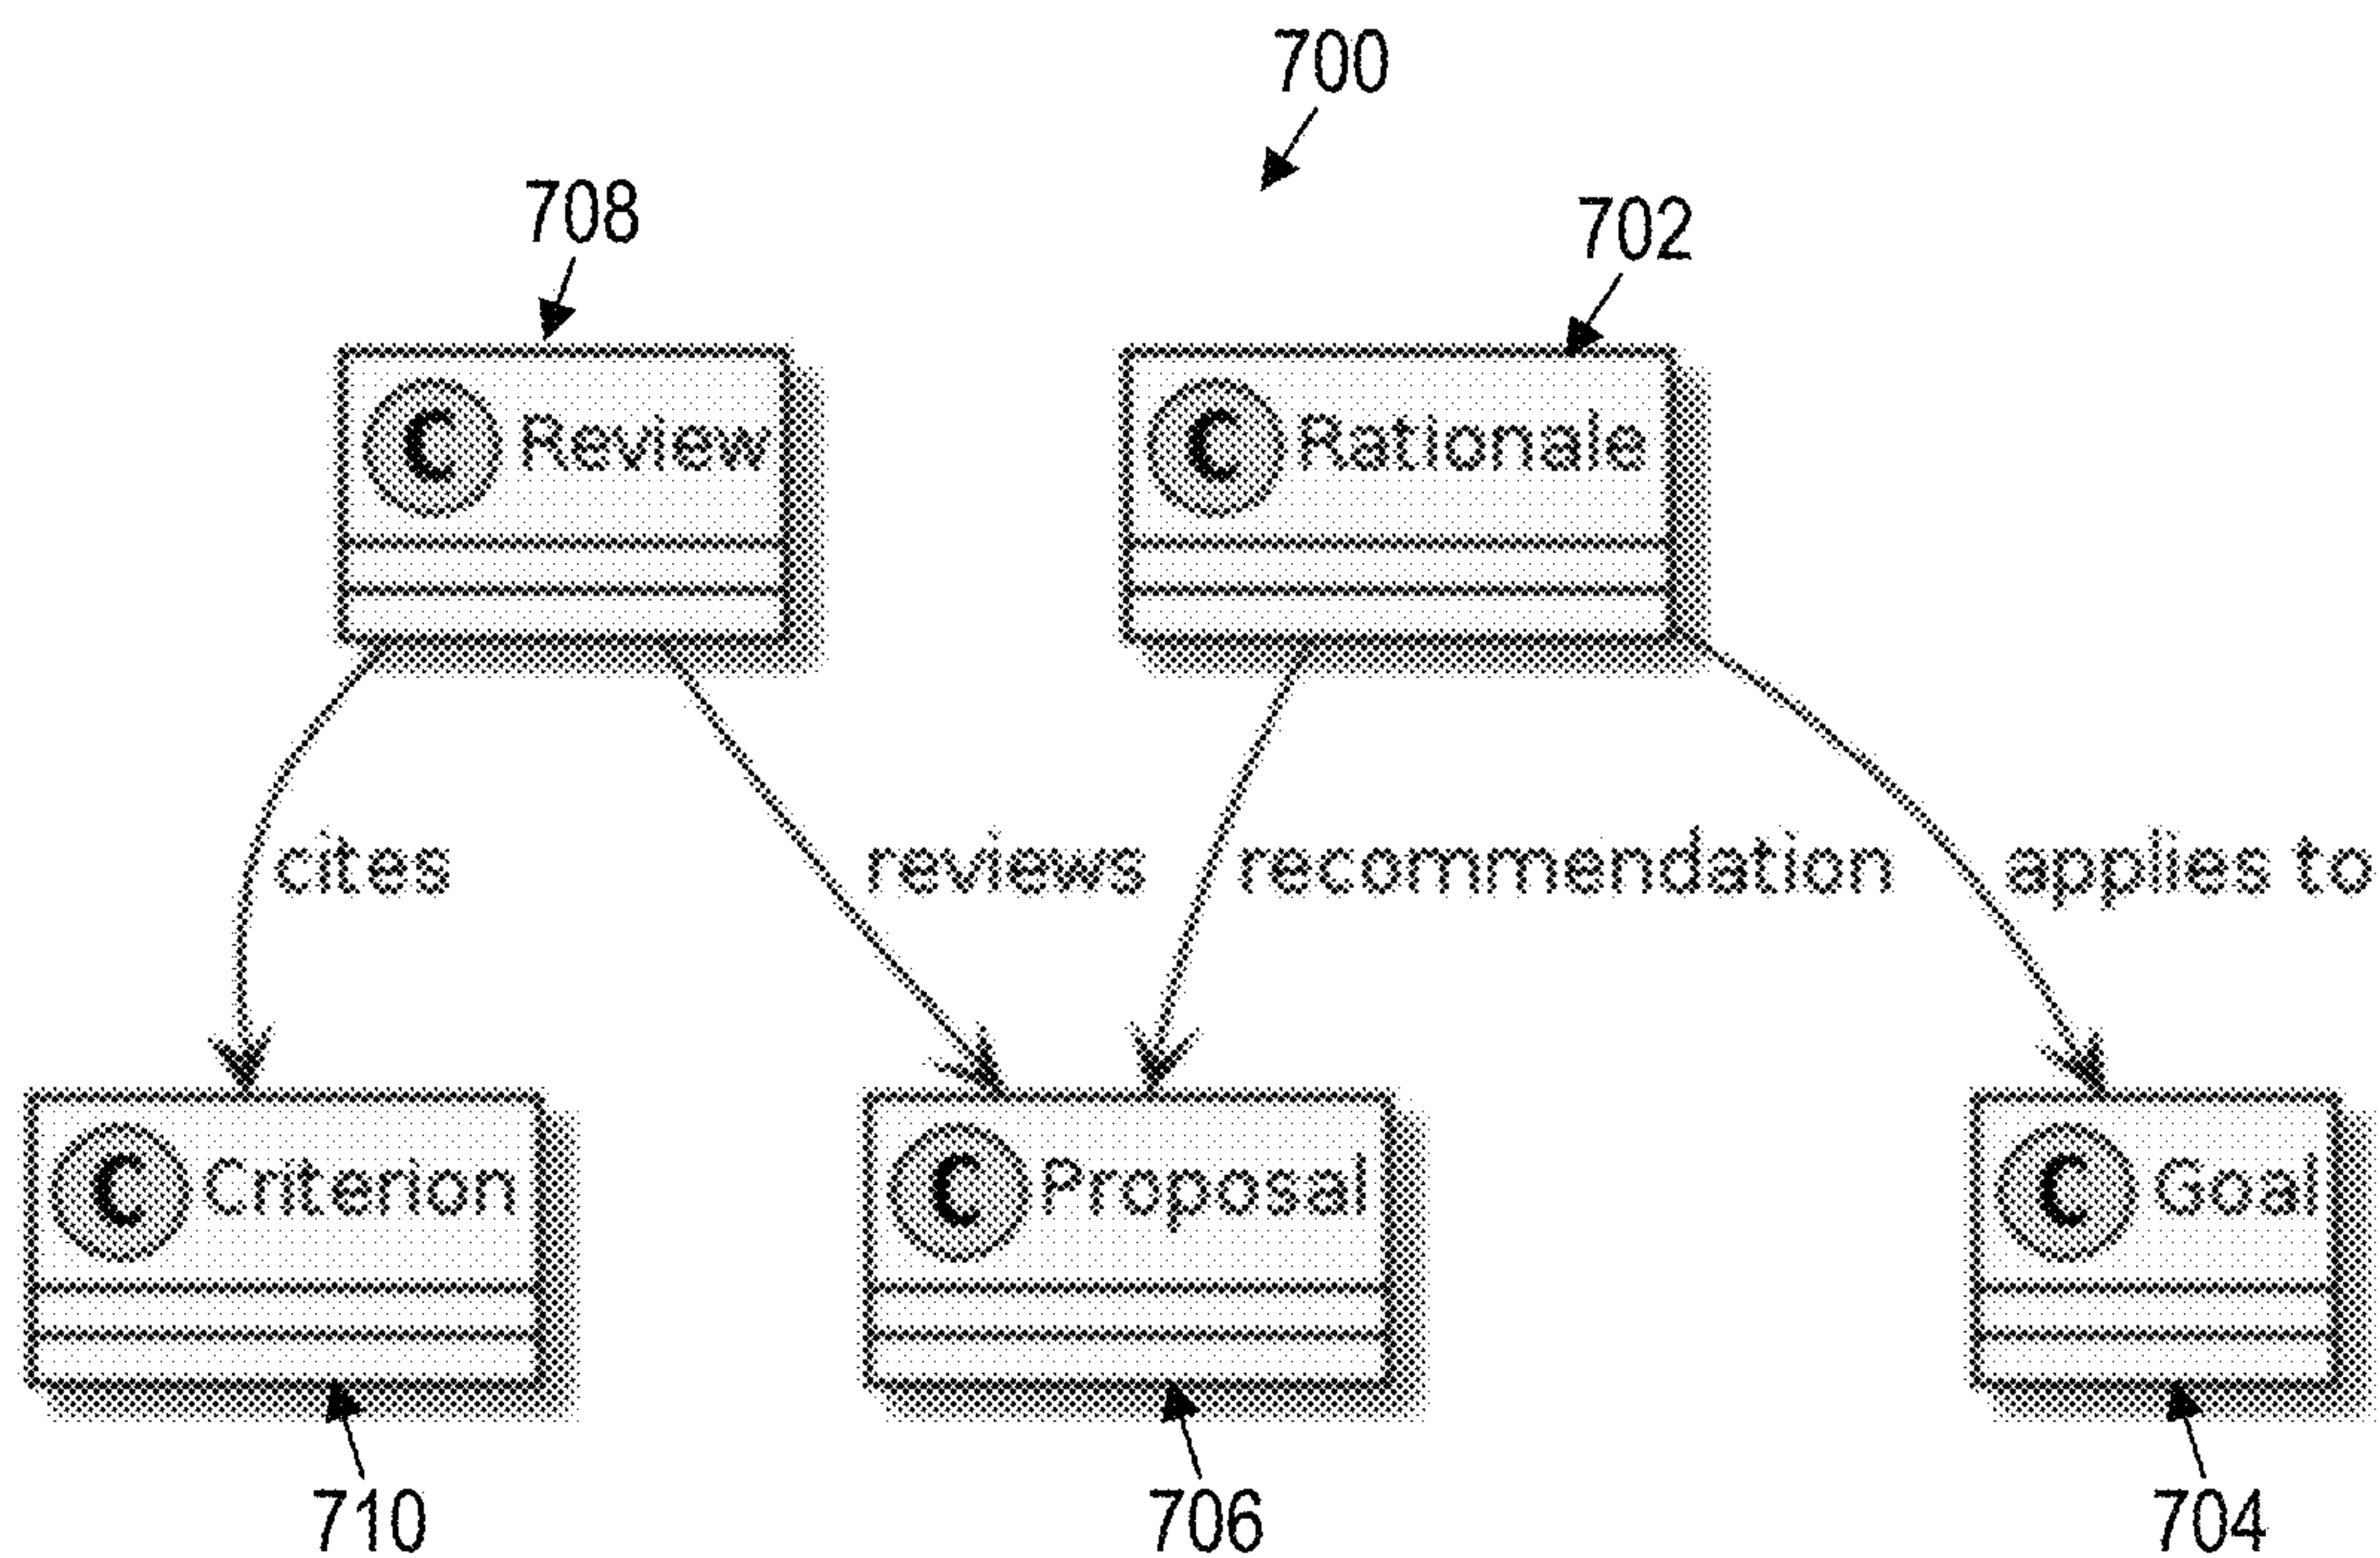 700
708
702
C Review
C Rationale
cites
reviews
recommendation
applies to
C Criterion
C Proposal
C Goal
710
706
704